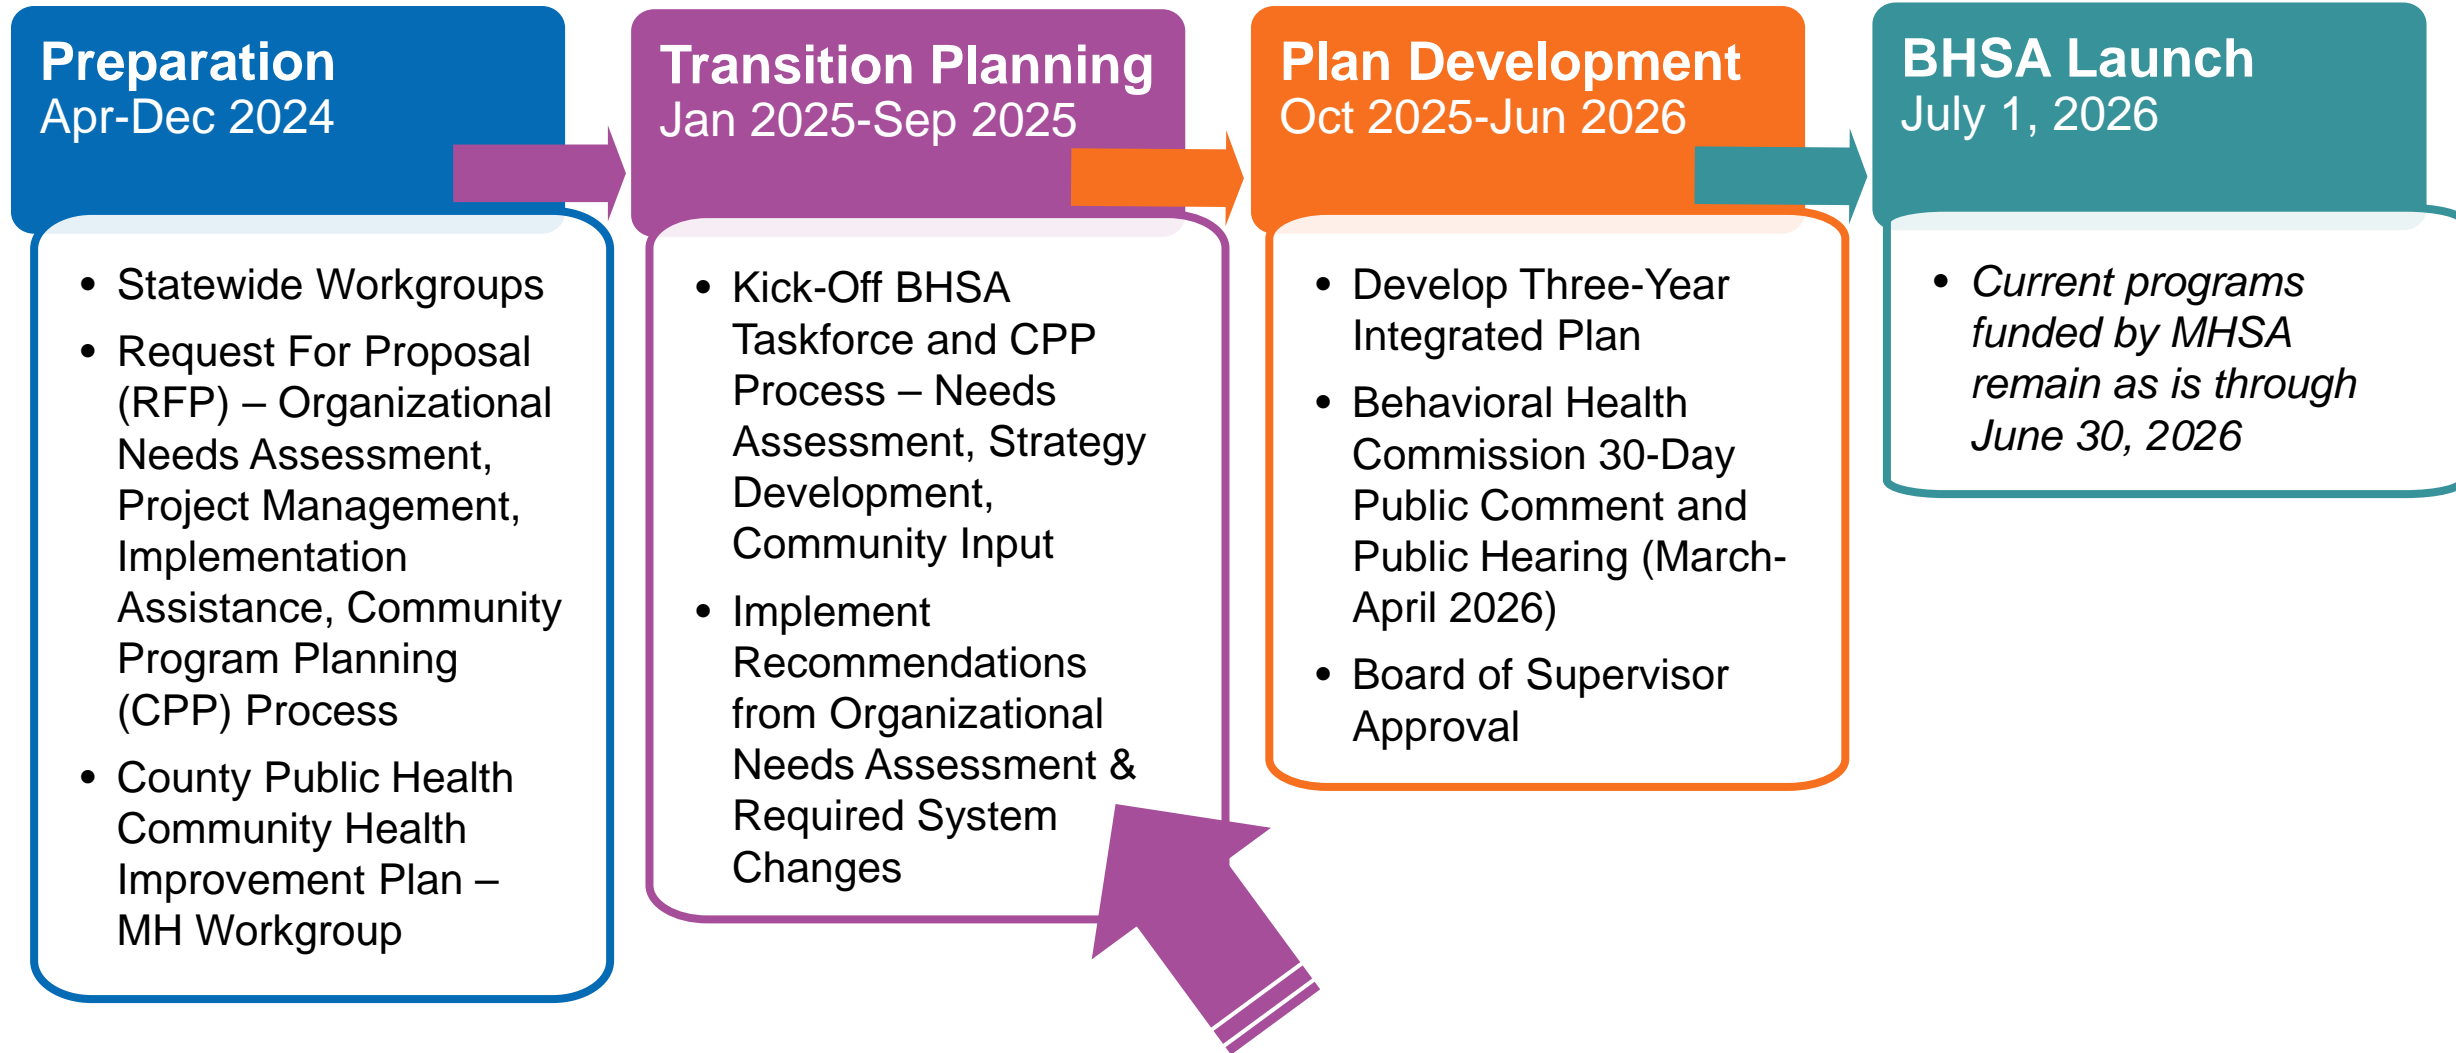 Preparation
Apr-Dec 2024
• Statewide Workgroups
• Request For Proposal
(RFP) – Organizational
Needs Assessment,
Project Management,
Implementation
Assistance, Community
Program Planning
(CPP) Process
• County Public Health
Community Health
Improvement Plan –
MH Workgroup
Transition Planning
Jan 2025-Sep 2025
• Kick-Off BHSA
Taskforce and CPP
Process – Needs
Assessment, Strategy
Development,
Community Input
• Implement
Recommendations
from Organizational
Needs Assessment &
Required System
Changes
Plan Development
Oct 2025-Jun 2026
• Develop Three-Year
Integrated Plan
• Behavioral Health
Commission 30-Day
Public Comment and
Public Hearing (March-
April 2026)
• Board of Supervisor
Approval
BHSA Launch
July 1, 2026
• Current programs
funded by MHSA
remain as is through
June 30, 2026